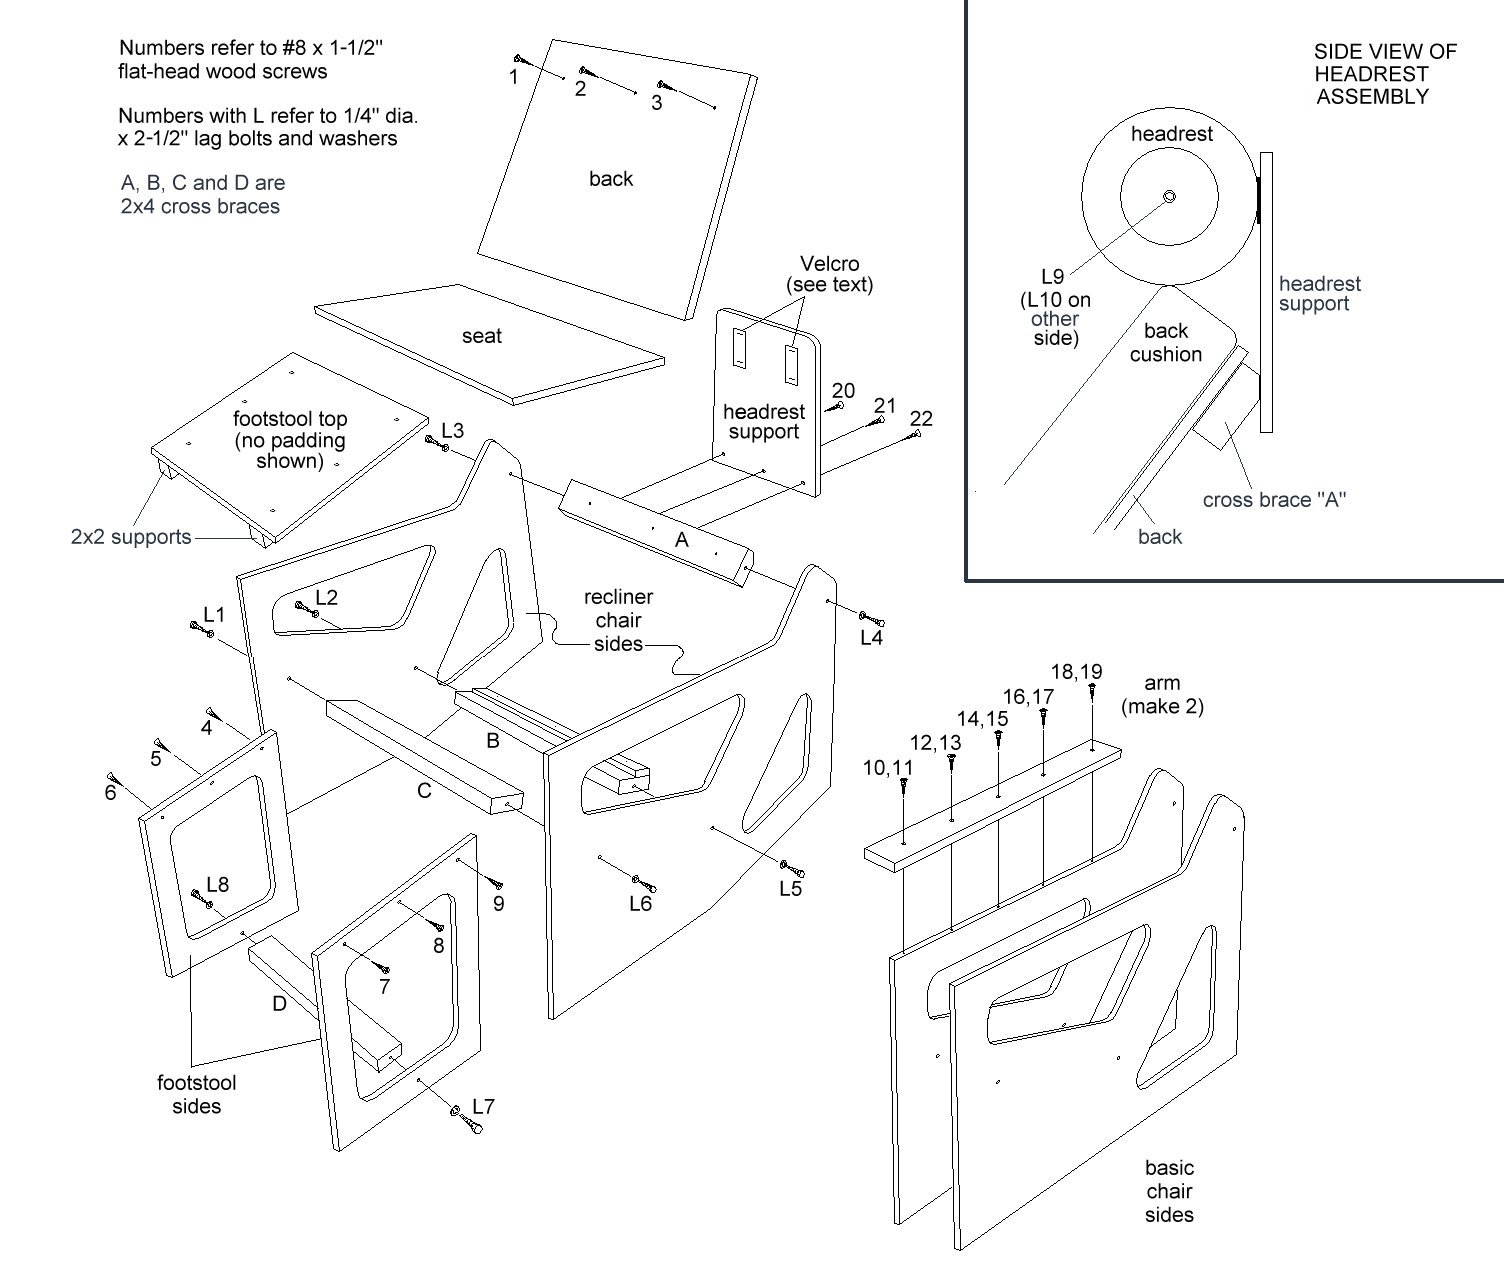 Numbers refer to #8 x 1-1/2"
flat-head wood screws
Numbers with L refer to 1/4" dia.
x 2-1/2" lag bolts and washers
A, B, C and D are
2x4 cross braces
1
2
3
back
seat
Velcro
(see text)
headrest
support
20
21
22
footstool top
(no padding
shown)
2x2 supports
L3
A
L1
L2
recliner
chair
sides
L4
4
5
6
B
C
L8
L5
L6
9
8
7
D
L7
footstool
sides
SIDE VIEW OF
HEADREST
ASSEMBLY
headrest
L9
(L10 on
other
side)
headrest
support
back
cushion
cross brace "A"
back
18,19
16,17
14,15
12,13
10,11
arm
(make 2)
basic
chair
sides